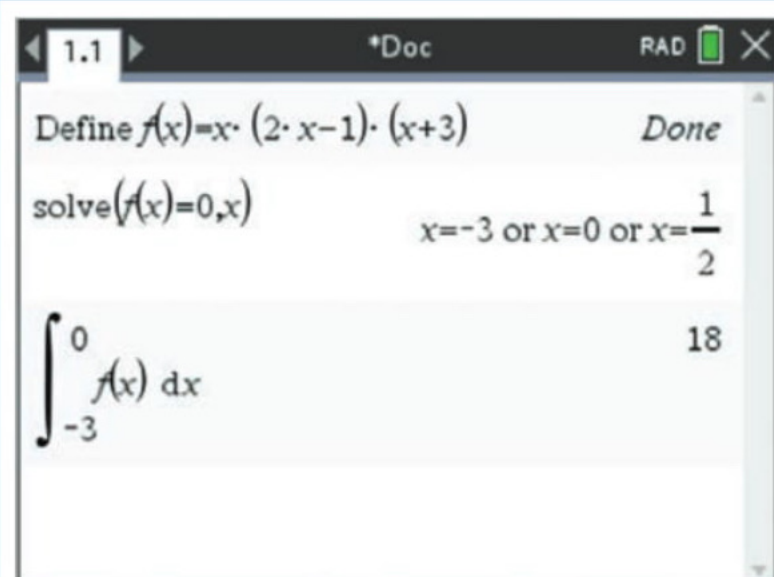 1.1 *Doc RAD
Define f(x)=x· (2· x−1)· (x+3) Done
solve(f(x)=0,x) x=-3 or x=0 or x=1/2
∫ 0 -3 f(x) dx 18